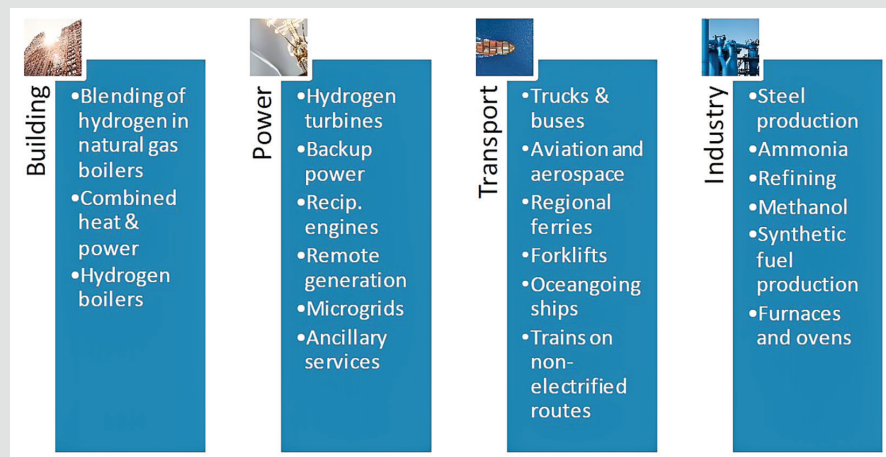 Building
•Blending of
hydrogen in
natural gas
boilers
•Combined
heat &
power
•Hydrogen
boilers
Power
•Hydrogen
turbines
•Backup
power
•Recip.
engines
•Remote
generation
•Microgrids
•Ancillary
services
Transport
•Trucks &
buses
•Aviation and
aerospace
•Regional
ferries
•Forklifts
•Oceangoing
ships
•Trains on
non-
electrified
routes
Industry
•Steel
production
•Ammonia
•Refining
•Methanol
•Synthetic
fuel
production
•Furnaces
and ovens